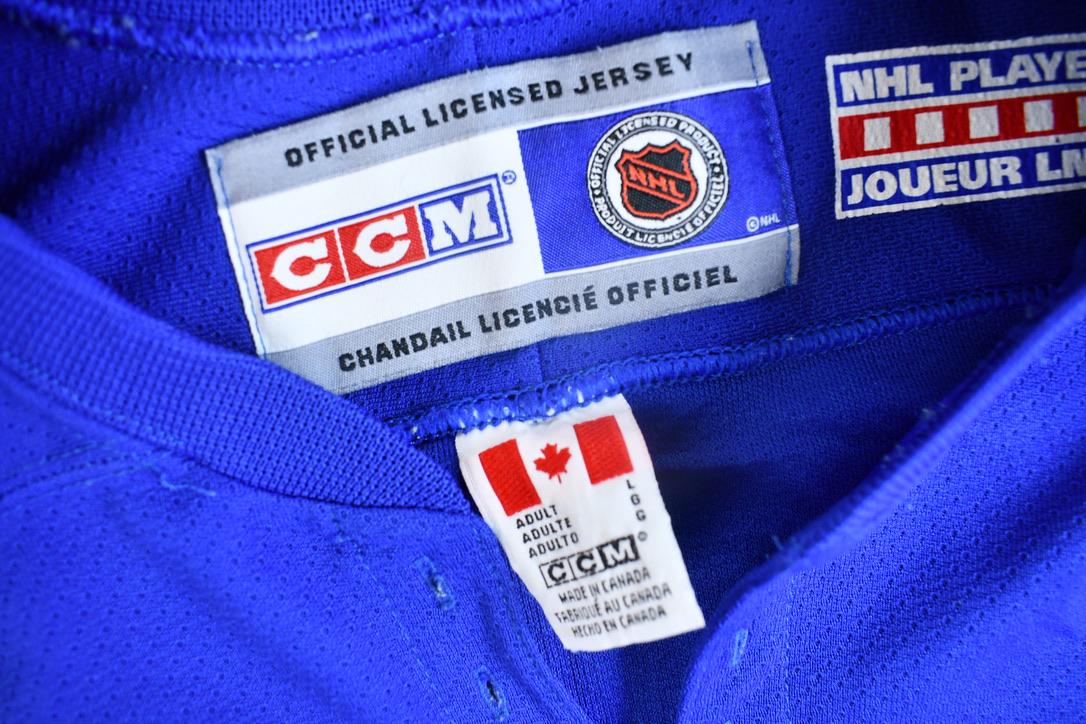 OFFICIAL LICENSED JERSEY
CCM®
OFFICIAL LICENSED PRODUCT
NHL
PRODUIT LICENCIÉ OFFICIEL
©NHL
CHANDAIL LICENCIÉ OFFICIEL
NHL PLAYE
JOUEUR LN
L
G
G
ADULT
ADULTE
ADULTO
CCM
MADE IN CANADA
FABRIQUÉ AU CANADA
HECHO EN CANADA